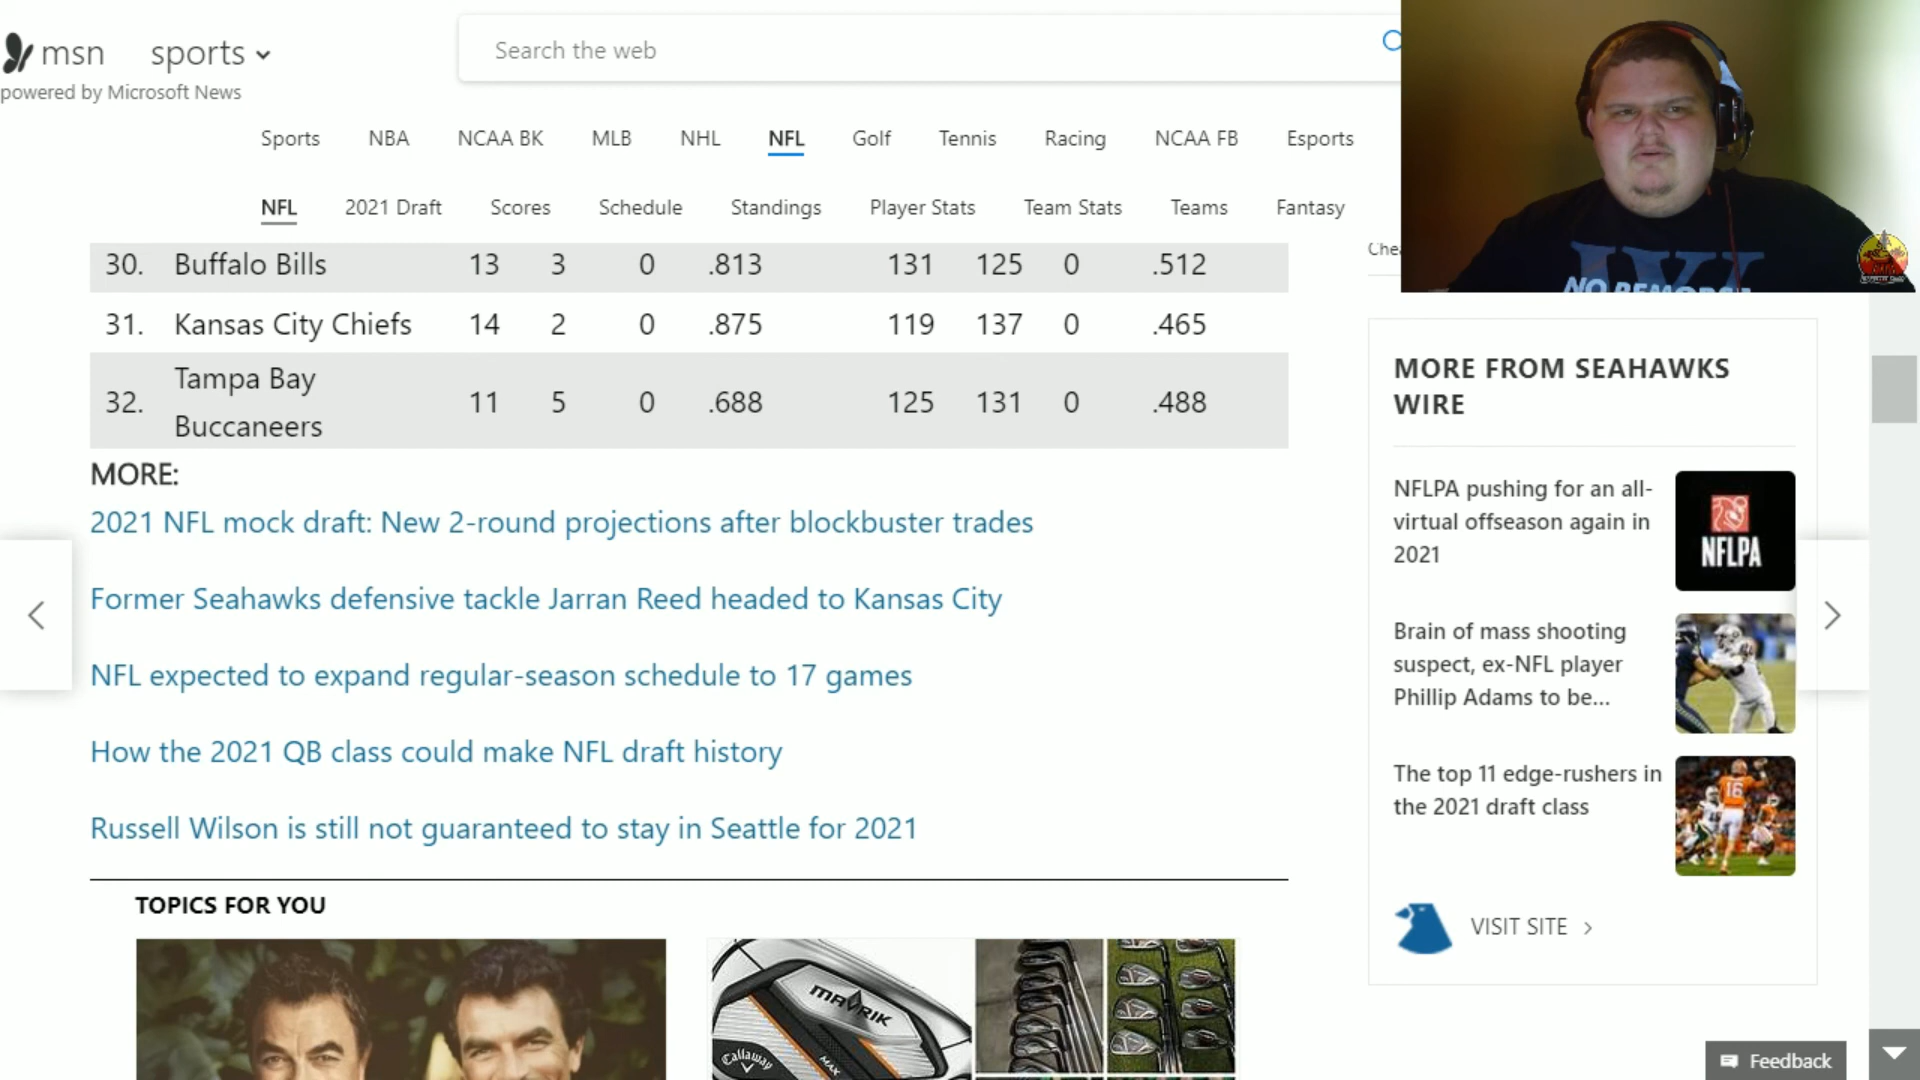 msn sports
powered by Microsoft News
Search the web
Sports NBA NCAA BK MLB NHL NFL Golf Tennis Racing NCAA FB Esports
NFL 2021 Draft Scores Schedule Standings Player Stats Team Stats Teams Fantasy
30. Buffalo Bills 13 3 0 .813 131 125 0 .512
31. Kansas City Chiefs 14 2 0 .875 119 137 0 .465
Tampa Bay
32. 11 5 0 .688 125 131 0 .488
Buccaneers
MORE:
2021 NFL mock draft: New 2-round projections after blockbuster trades
Former Seahawks defensive tackle Jarran Reed headed to Kansas City
NFL expected to expand regular-season schedule to 17 games
How the 2021 QB class could make NFL draft history
Russell Wilson is still not guaranteed to stay in Seattle for 2021
TOPICS FOR YOU
MAVRIK
MAX
Callaway
NO REMORSE
MORE FROM SEAHAWKS
WIRE
NFLPA pushing for an all-
virtual offseason again in
2021
NFLPA
Brain of mass shooting
suspect, ex-NFL player
Phillip Adams to be...
The top 11 edge-rushers in
the 2021 draft class
16
VISIT SITE
Feedback